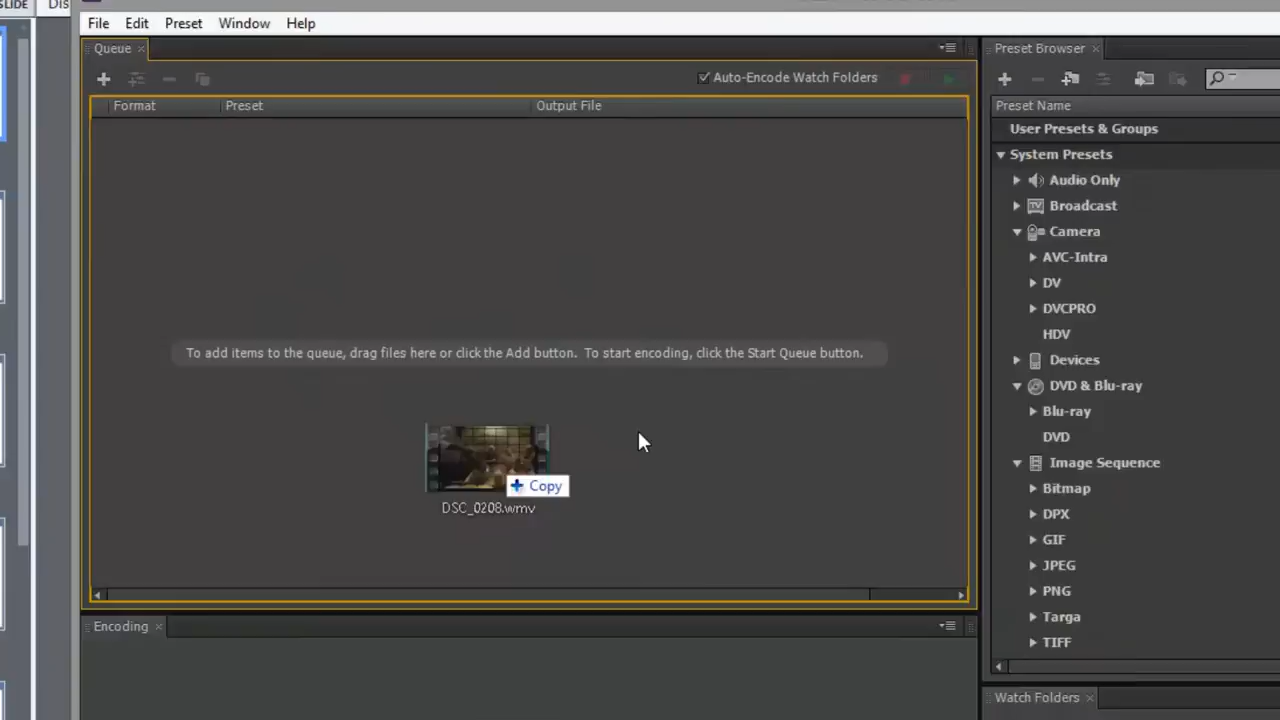 SLIDE
Dis
File Edit Preset Window Help
Queue
Preset Browser
Auto-Encode Watch Folders
Format Preset Output File
Preset Name
User Presets & Groups
System Presets
Audio Only
TV Broadcast
Camera
AVC-Intra
DV
DVCPRO
HDV
Devices
DVD & Blu-ray
Blu-ray
DVD
Image Sequence
Bitmap
DPX
GIF
JPEG
PNG
Targa
TIFF
To add items to the queue, drag files here or click the Add button. To start encoding, click the Start Queue button.
Copy
DSC_0208.wmv
Encoding
Watch Folders